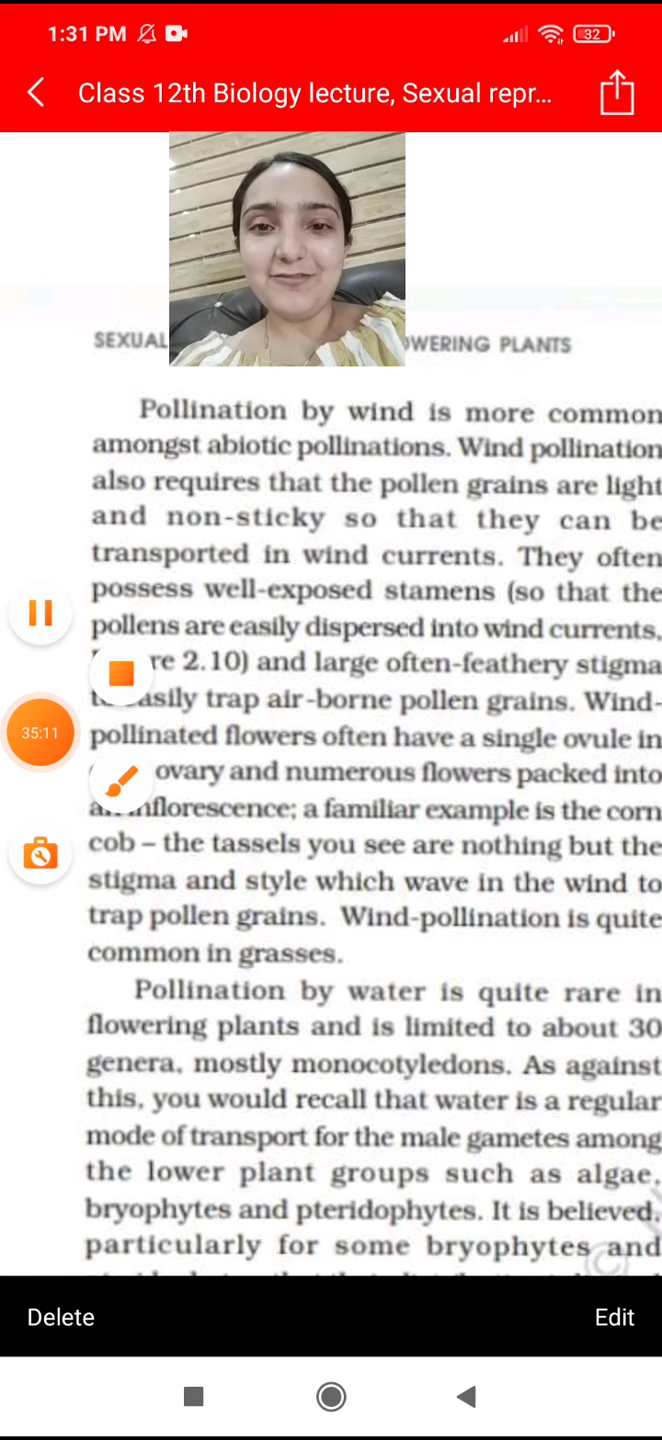 1:31 PM
32
Class 12th Biology lecture, Sexual repr...
SEXUAL OWERING PLANTS
Pollination by wind is more common
amongst abiotic pollinations. Wind pollination
also requires that the pollen grains are light
and non-sticky so that they can be
transported in wind currents. They often
possess well-exposed stamens (so that the
pollens are easily dispersed into wind currents,
re 2.10) and large often-feathery stigma
easily trap air-borne pollen grains. Wind-
35:11
pollinated flowers often have a single ovule in
ovary and numerous flowers packed into
an inflorescence; a familiar example is the corn
cob – the tassels you see are nothing but the
stigma and style which wave in the wind to
trap pollen grains. Wind-pollination is quite
common in grasses.
Pollination by water is quite rare in
flowering plants and is limited to about 30
genera, mostly monocotyledons. As against
this, you would recall that water is a regular
mode of transport for the male gametes among
the lower plant groups such as algae,
bryophytes and pteridophytes. It is believed,
particularly for some bryophytes and
Delete
Edit